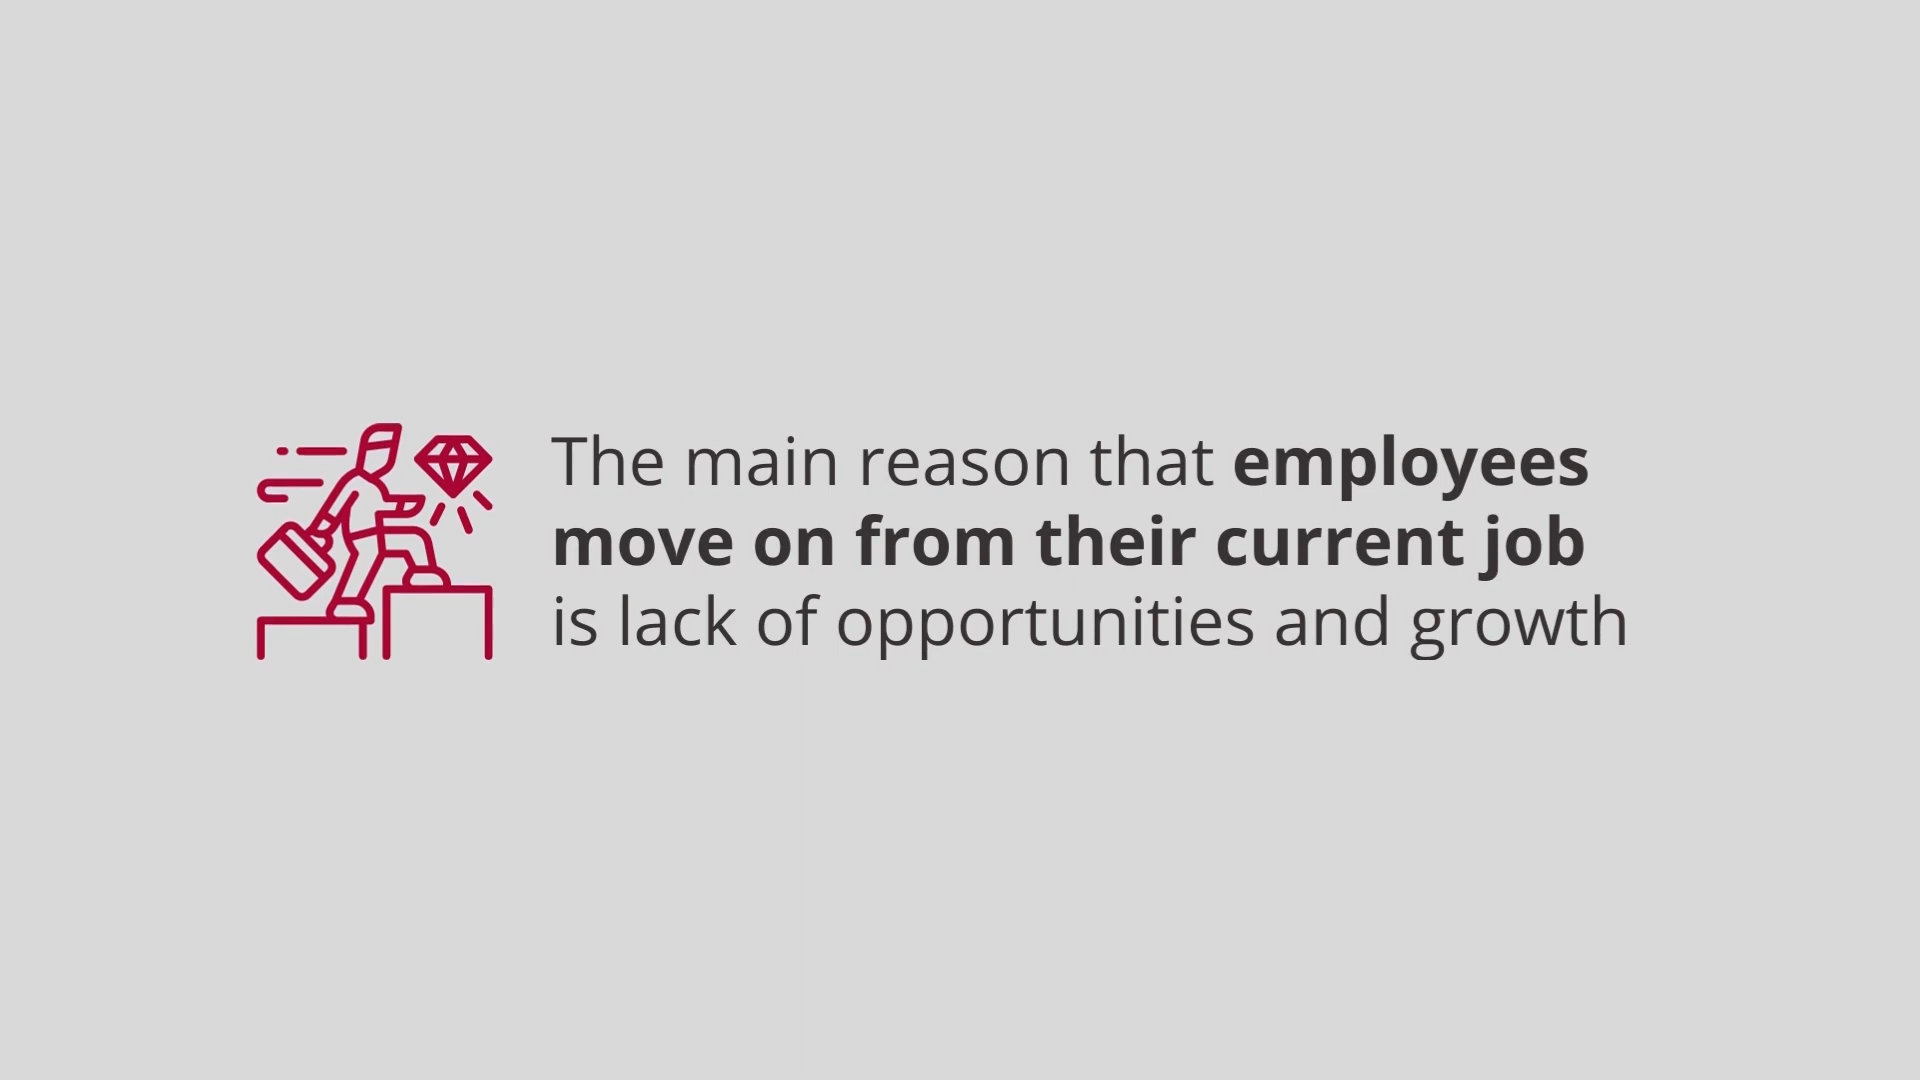 The main reason that employees
move on from their current job
is lack of opportunities and growth